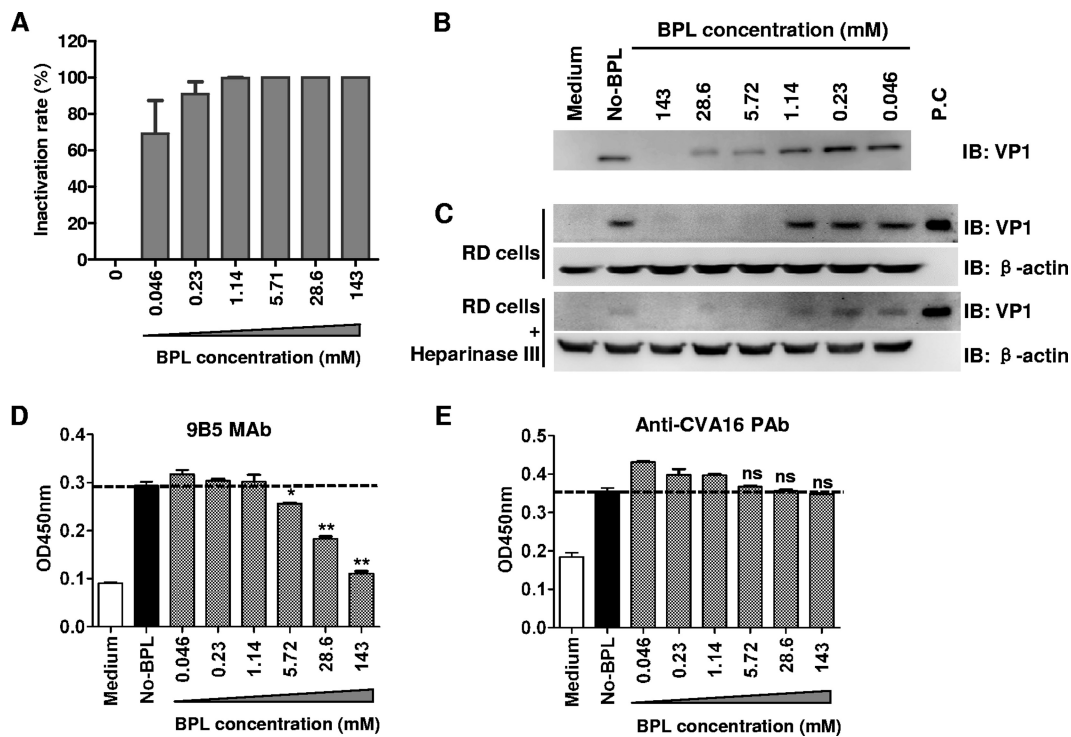 A
Inactivation rate (%)
120
100
80
60
40
20
0
0
0.046
0.23
1.14
5.71
28.6
143
BPL concentration (mM)
B
BPL concentration (mM)
Medium
No-BPL
143
28.6
5.72
1.14
0.23
0.046
P.C
IB: VP1
C
RD cells
IB: VP1
IB: β-actin
RD cells
+
Heparinase III
IB: VP1
IB: β-actin
D
9B5 MAb
OD450nm
0.4
0.3
0.2
0.1
0.0
*
**
**
Medium
No-BPL
0.046
0.23
1.14
5.72
28.6
143
BPL concentration (mM)
E
Anti-CVA16 PAb
OD450nm
0.5
0.4
0.3
0.2
0.1
0.0
ns
ns
ns
Medium
No-BPL
0.046
0.23
1.14
5.72
28.6
143
BPL concentration (mM)